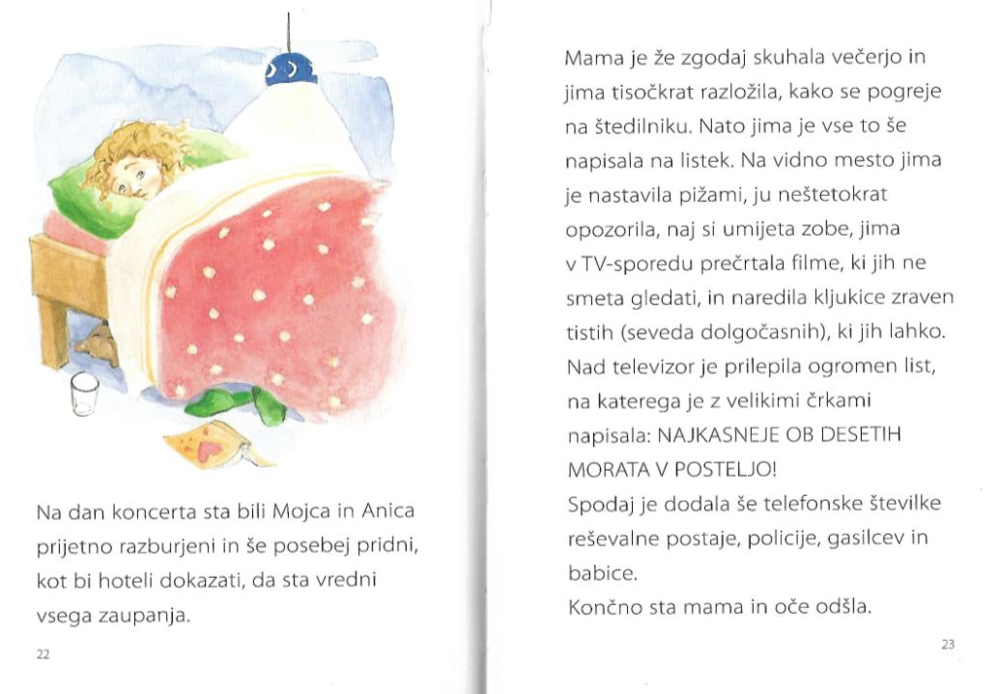 Na dan koncerta sta bili Mojca in Anica
prijetno razburjeni in še posebej pridni,
kot bi hoteli dokazati, da sta vredni
vsega zaupanja.
22
Mama je že zgodaj skuhala večerjo in
jima tisočkrat razložila, kako se pogreje
na štedilniku. Nato jima je vse to še
napisala na listek. Na vidno mesto jima
je nastavila pižami, ju neštetokrat
opozorila, naj si umijeta zobe, jima
v TV-sporedu prečrtala filme, ki jih ne
smeta gledati, in naredila kljukice zraven
tistih (seveda dolgočasnih), ki jih lahko.
Nad televizor je prilepila ogromen list,
na katerega je z velikimi črkami
napisala: NAJKASNEJE OB DESETIH
MORATA V POSTELJO!
Spodaj je dodala še telefonske številke
reševalne postaje, policije, gasilcev in
babice.
Končno sta mama in oče odšla.
23